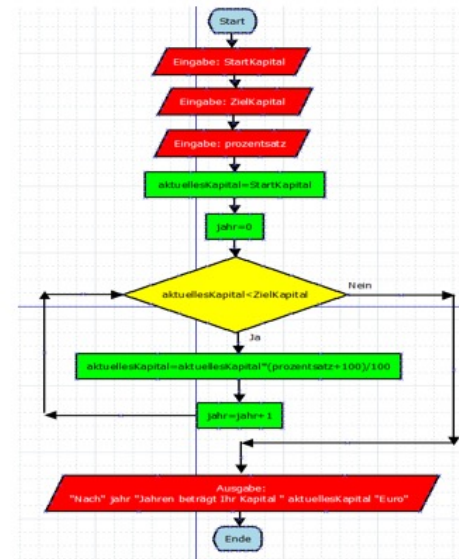 Start
Eingabe: StartKapital
Eingabe: ZielKapital
Eingabe: prozentsatz
aktuellesKapital=StartKapital
jahr=0
aktuellesKapital<ZielKapital
Nein
Ja
aktuellesKapital=aktuellesKapital*(prozentsatz+100)/100
jahr=jahr+1
Ausgabe:
"Nach" jahr "Jahren beträgt Ihr Kapital " aktuellesKapital "Euro"
Ende